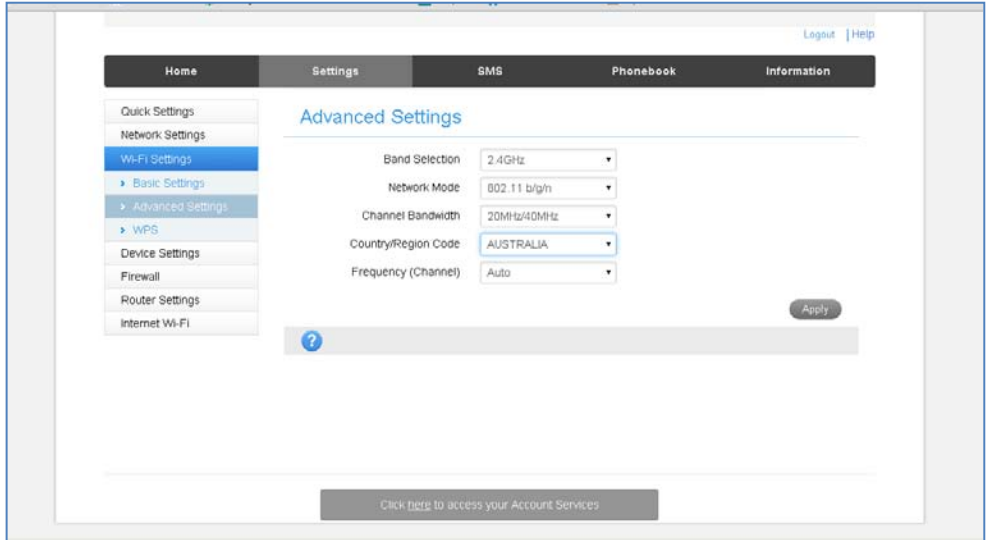 Logout | Help
Home Settings SMS Phonebook Information
Quick Settings
Network Settings
Wi-Fi Settings
Basic Settings
Advanced Settings
WPS
Device Settings
Firewall
Router Settings
Internet Wi-Fi
Advanced Settings
Band Selection 2.4GHz
Network Mode 802.11 b/g/n
Channel Bandwidth 20MHz/40MHz
Country/Region Code AUSTRALIA
Frequency (Channel) Auto
Apply
?
Click here to access your Account Services